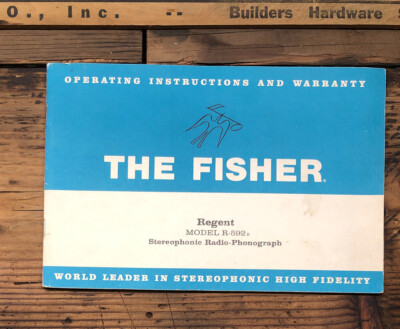 O., Inc. -- Builders Hardware S
OPERATING INSTRUCTIONS AND WARRANTY
THE FISHER
Regent
MODEL R-592
Stereophonic Radio-Phonograph
WORLD LEADER IN STEREOPHONIC HIGH FIDELITY